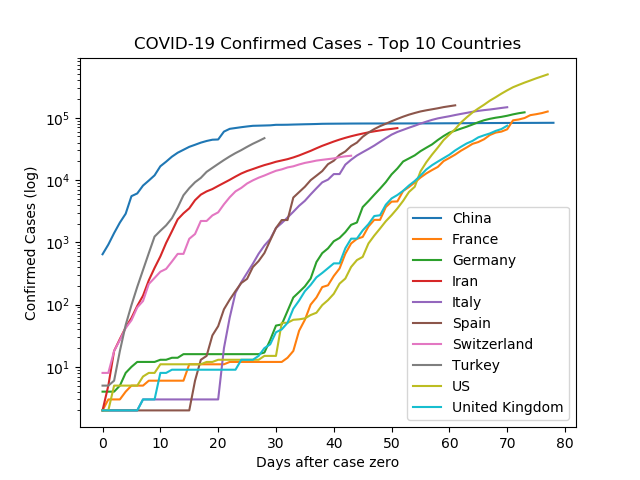 COVID-19 Confirmed Cases - Top 10 Countries
Confirmed Cases (log)
10^5
10^4
10^3
10^2
10^1
China
France
Germany
Iran
Italy
Spain
Switzerland
Turkey
US
United Kingdom
0 10 20 30 40 50 60 70 80
Days after case zero